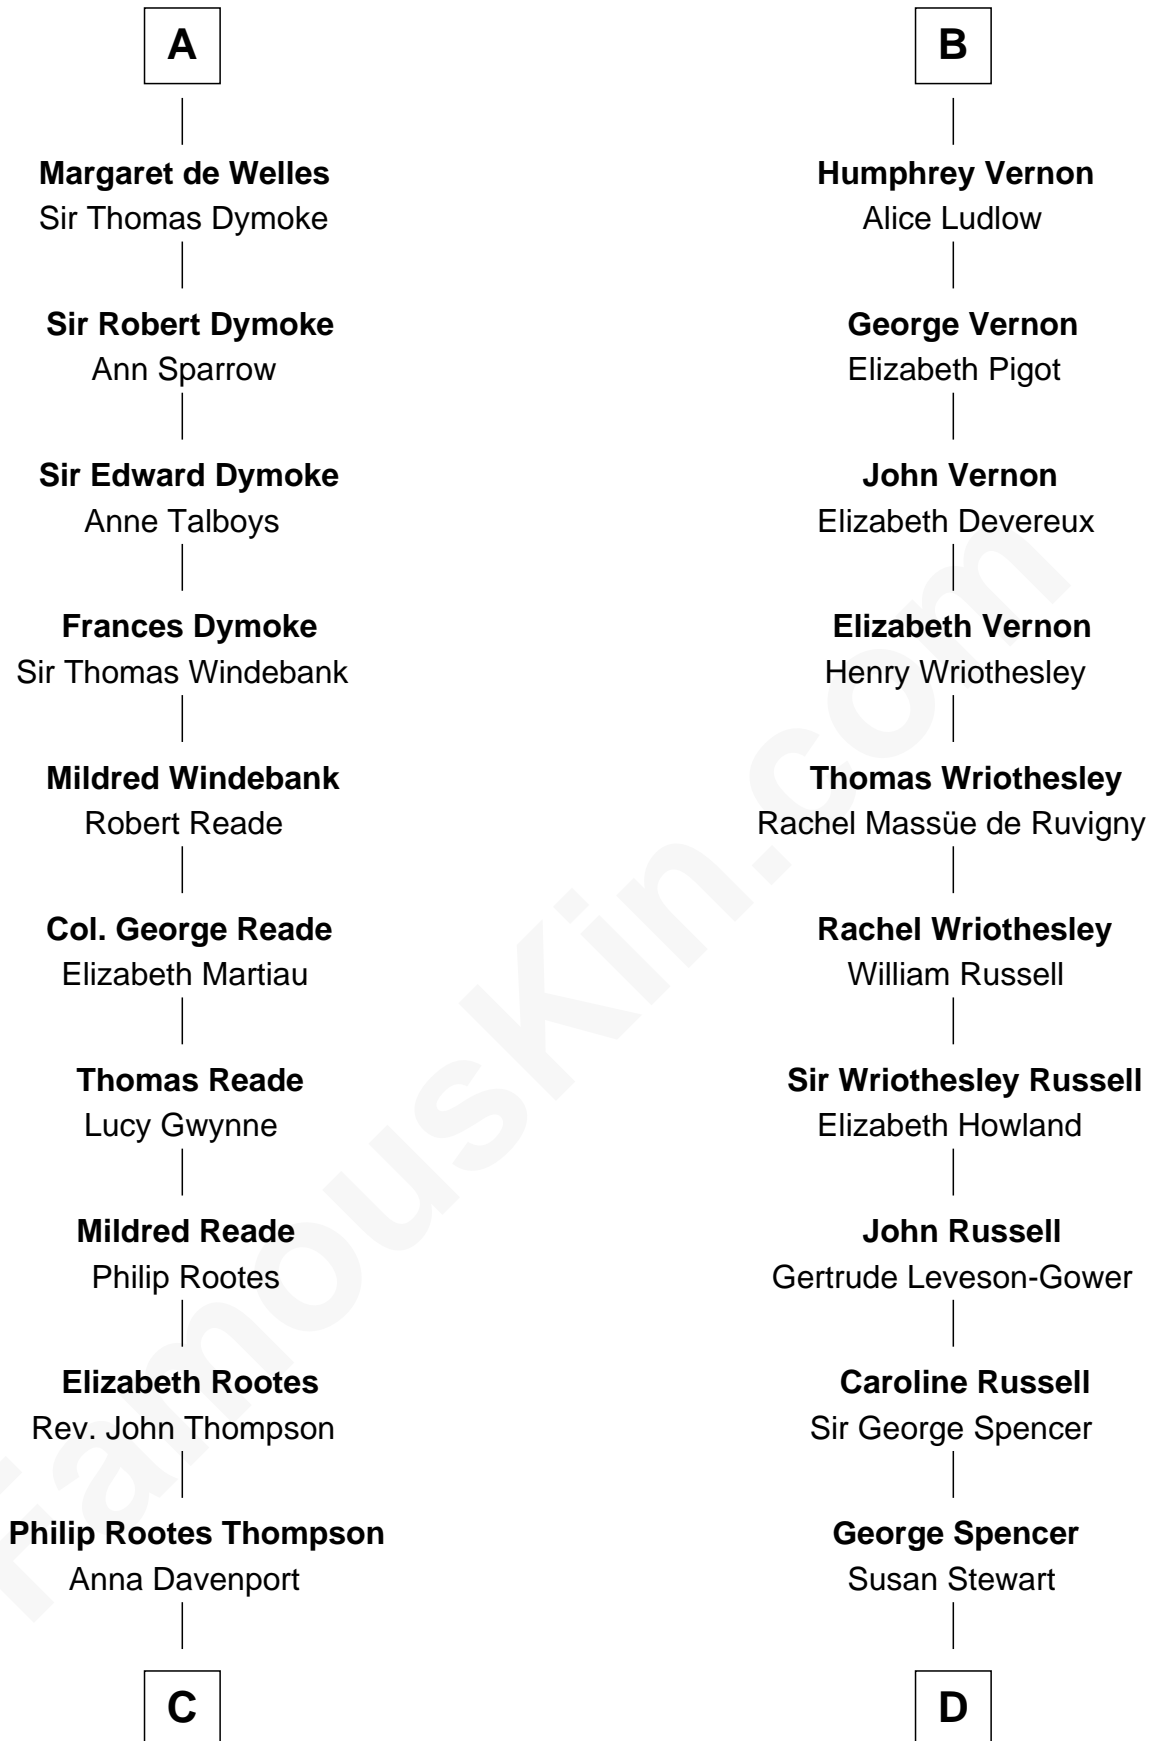 A
Margaret de Welles
Sir Thomas Dymoke
Sir Robert Dymoke
Ann Sparrow
Sir Edward Dymoke
Anne Talboys
Frances Dymoke
Sir Thomas Windebank
Mildred Windebank
Robert Reade
Col. George Reade
Elizabeth Martiau
Thomas Reade
Lucy Gwynne
Mildred Reade
Philip Rootes
Elizabeth Rootes
Rev. John Thompson
Philip Rootes Thompson
Anna Davenport
C
B
Humphrey Vernon
Alice Ludlow
George Vernon
Elizabeth Pigot
John Vernon
Elizabeth Devereux
Elizabeth Vernon
Henry Wriothesley
Thomas Wriothesley
Rachel Massüe de Ruvigny
Rachel Wriothesley
William Russell
Sir Wriothesley Russell
Elizabeth Howland
John Russell
Gertrude Leveson-Gower
Caroline Russell
Sir George Spencer
George Spencer
Susan Stewart
D
FamousKin.com